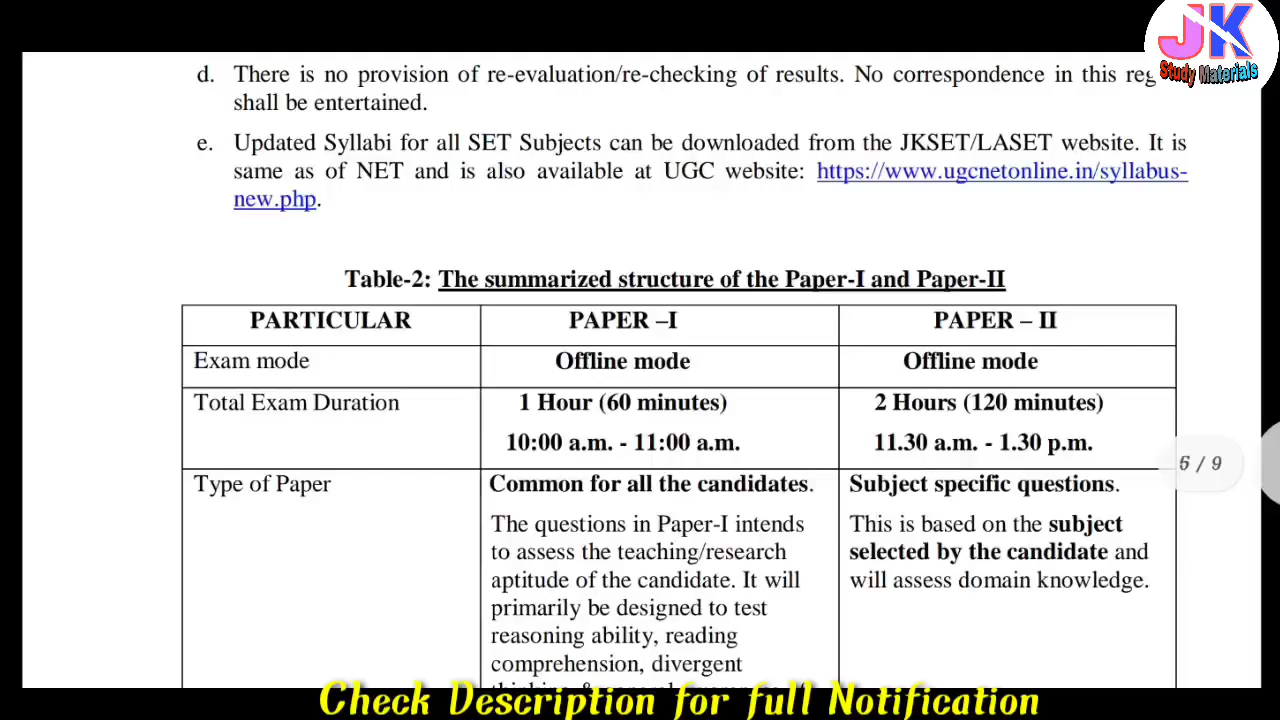 JK
Study Materials
d. There is no provision of re-evaluation/re-checking of results. No correspondence in this
shall be entertained.
e. Updated Syllabi for all SET Subjects can be downloaded from the JKSET/LASET website. It is
same as of NET and is also available at UGC website: https://www.ugcnetonline.in/syllabus-
new.php.
Table-2: The summarized structure of the Paper-I and Paper-II
PARTICULAR PAPER –I PAPER – II
Exam mode Offline mode Offline mode
Total Exam Duration 1 Hour (60 minutes) 2 Hours (120 minutes)
10:00 a.m. - 11:00 a.m. 11.30 a.m. - 1.30 p.m.
6 / 9
Type of Paper Common for all the candidates. Subject specific questions.
The questions in Paper-I intends This is based on the subject
to assess the teaching/research selected by the candidate and
aptitude of the candidate. It will will assess domain knowledge.
primarily be designed to test
reasoning ability, reading
comprehension, divergent
Check Description for full Notification